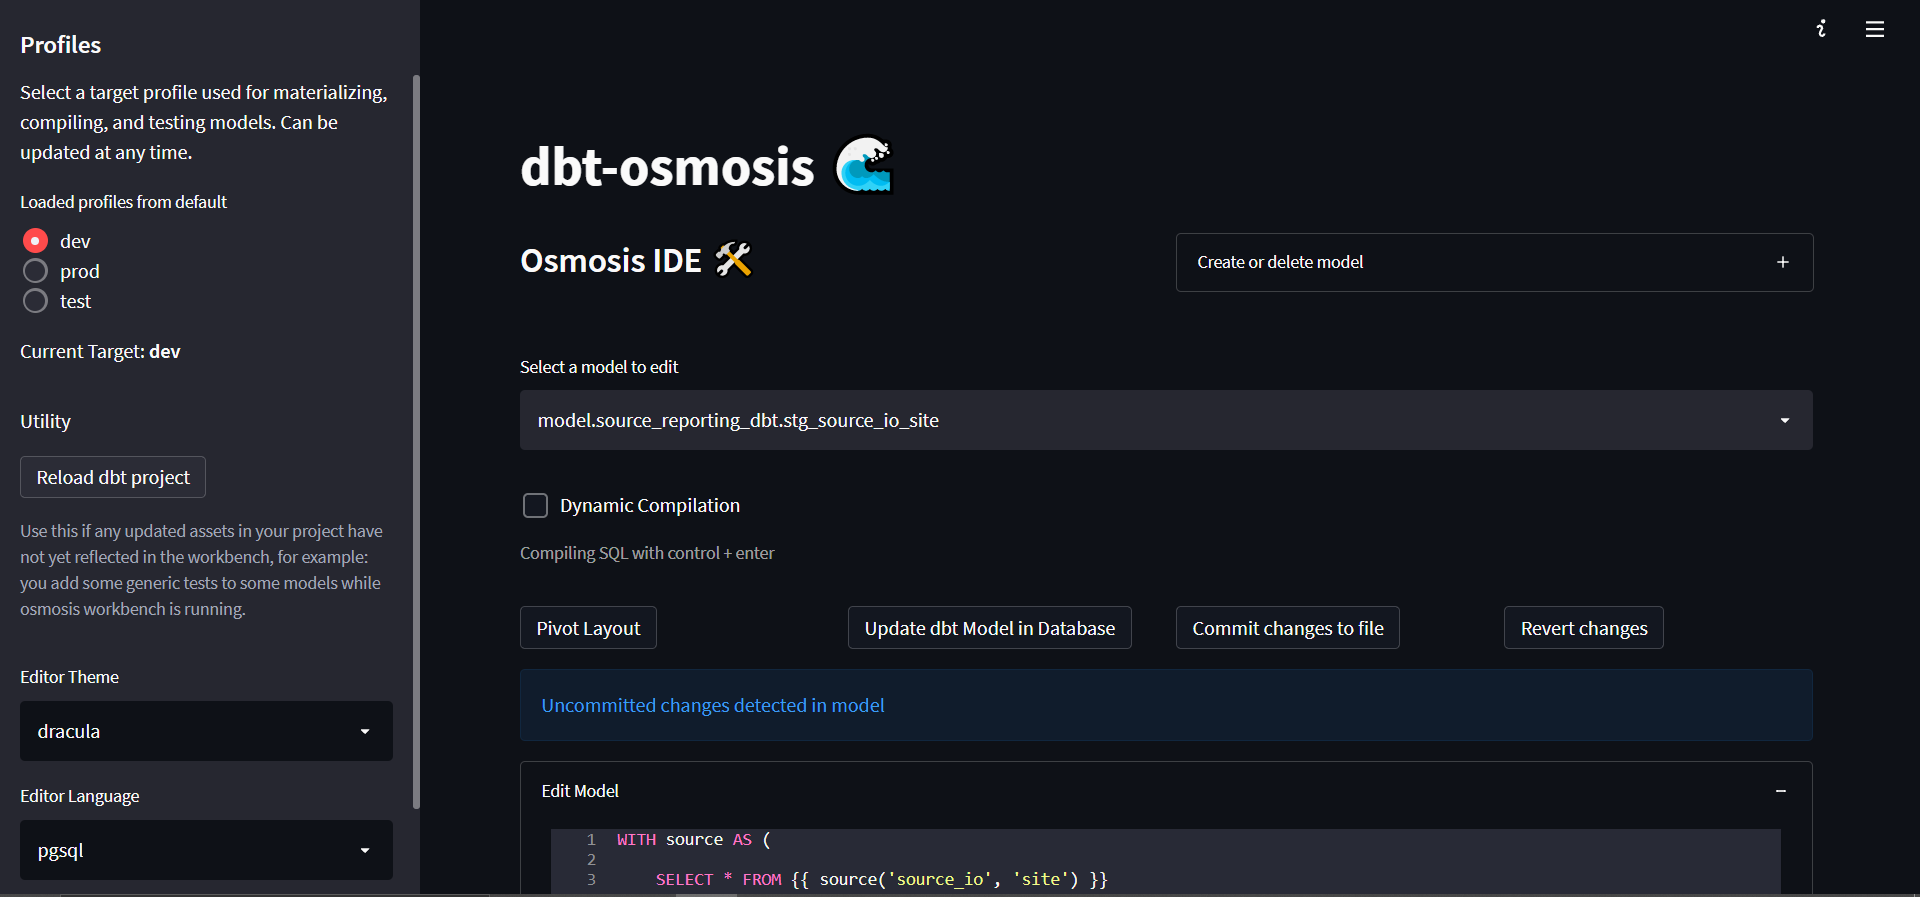 Profiles
Select a target profile used for materializing,
compiling, and testing models. Can be
updated at any time.
Loaded profiles from default
dev
prod
test
Current Target: dev
Utility
Reload dbt project
Use this if any updated assets in your project have
not yet reflected in the workbench, for example:
you add some generic tests to some models while
osmosis workbench is running.
Editor Theme
dracula
Editor Language
pgsql
dbt-osmosis
Osmosis IDE
Create or delete model
Select a model to edit
model.source_reporting_dbt.stg_source_io_site
Dynamic Compilation
Compiling SQL with control + enter
Pivot Layout
Update dbt Model in Database
Commit changes to file
Revert changes
Uncommitted changes detected in model
Edit Model
1 WITH source AS (
2
3 SELECT * FROM {{ source('source_io', 'site') }}